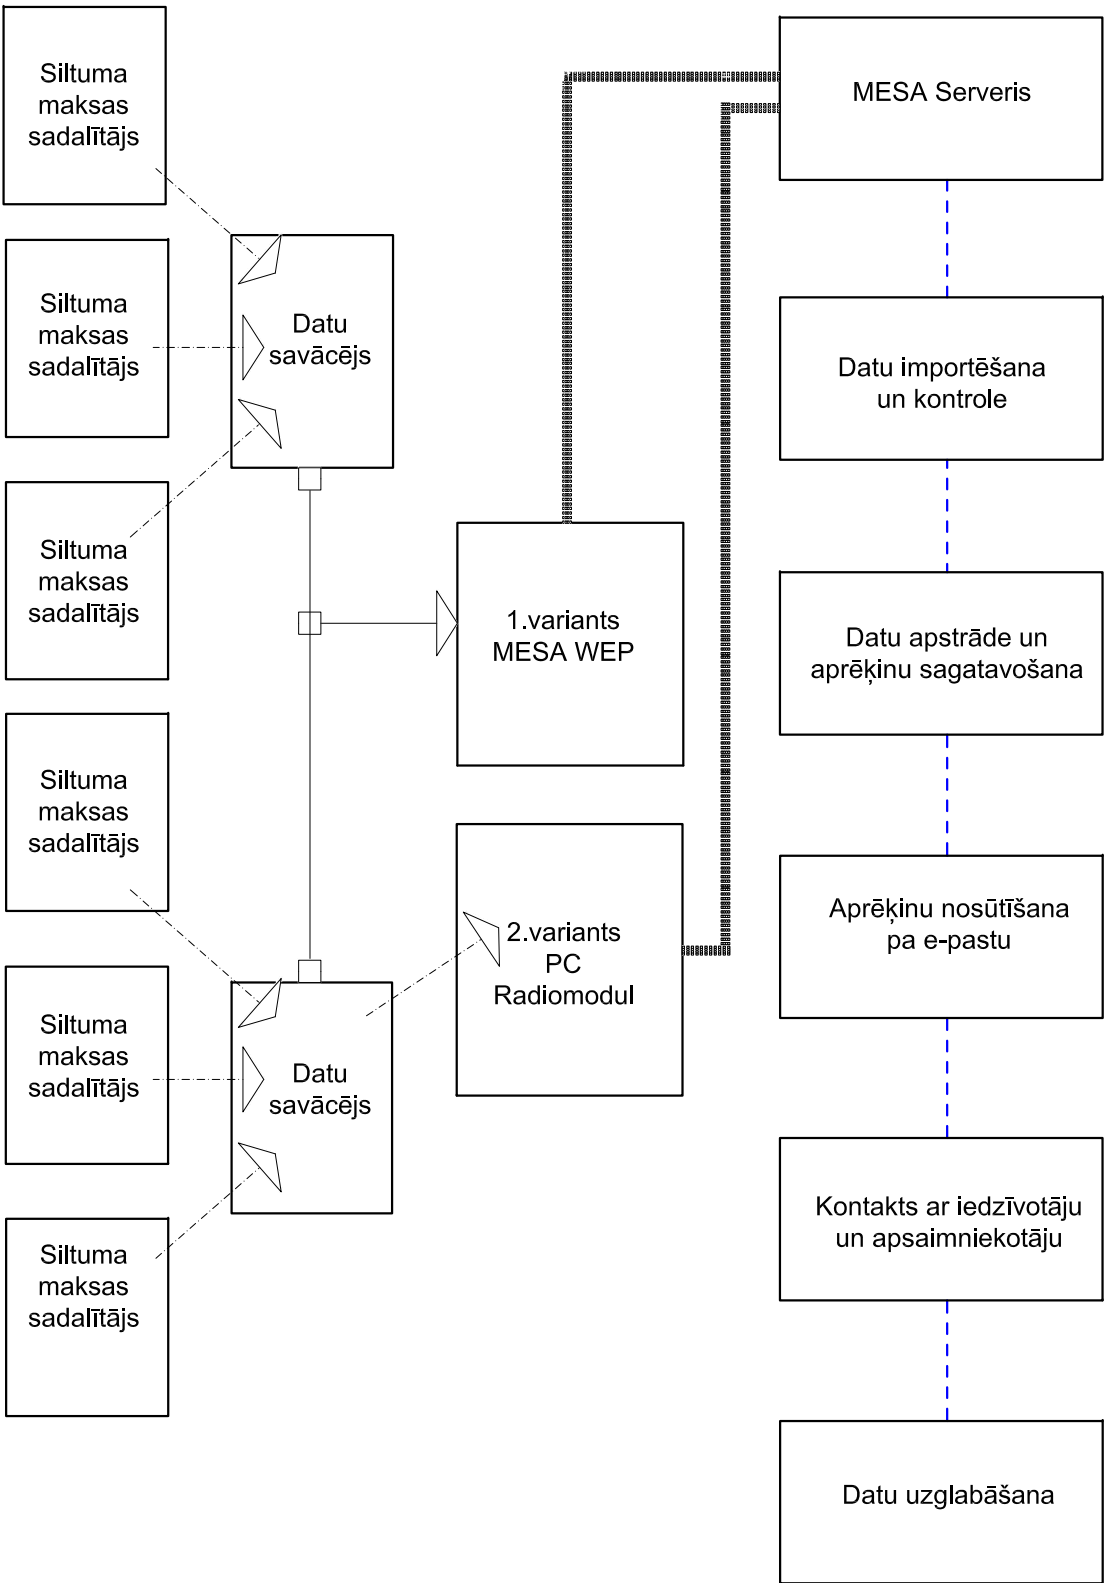 Siltuma
maksas
sadalītājs
Siltuma
maksas
sadalītājs
Siltuma
maksas
sadalītājs
Siltuma
maksas
sadalītājs
Siltuma
maksas
sadalītājs
Siltuma
maksas
sadalītājs
Datu
savācējs
Datu
savācējs
1.variants
MESA WEP
2.variants
PC
Radiomodul
MESA Serveris
Datu importēšana
un kontrole
Datu apstrāde un
aprēķinu sagatavošana
Aprēķinu nosūtīšana
pa e-pastu
Kontakts ar iedzīvotāju
un apsaimniekotāju
Datu uzglabāšana